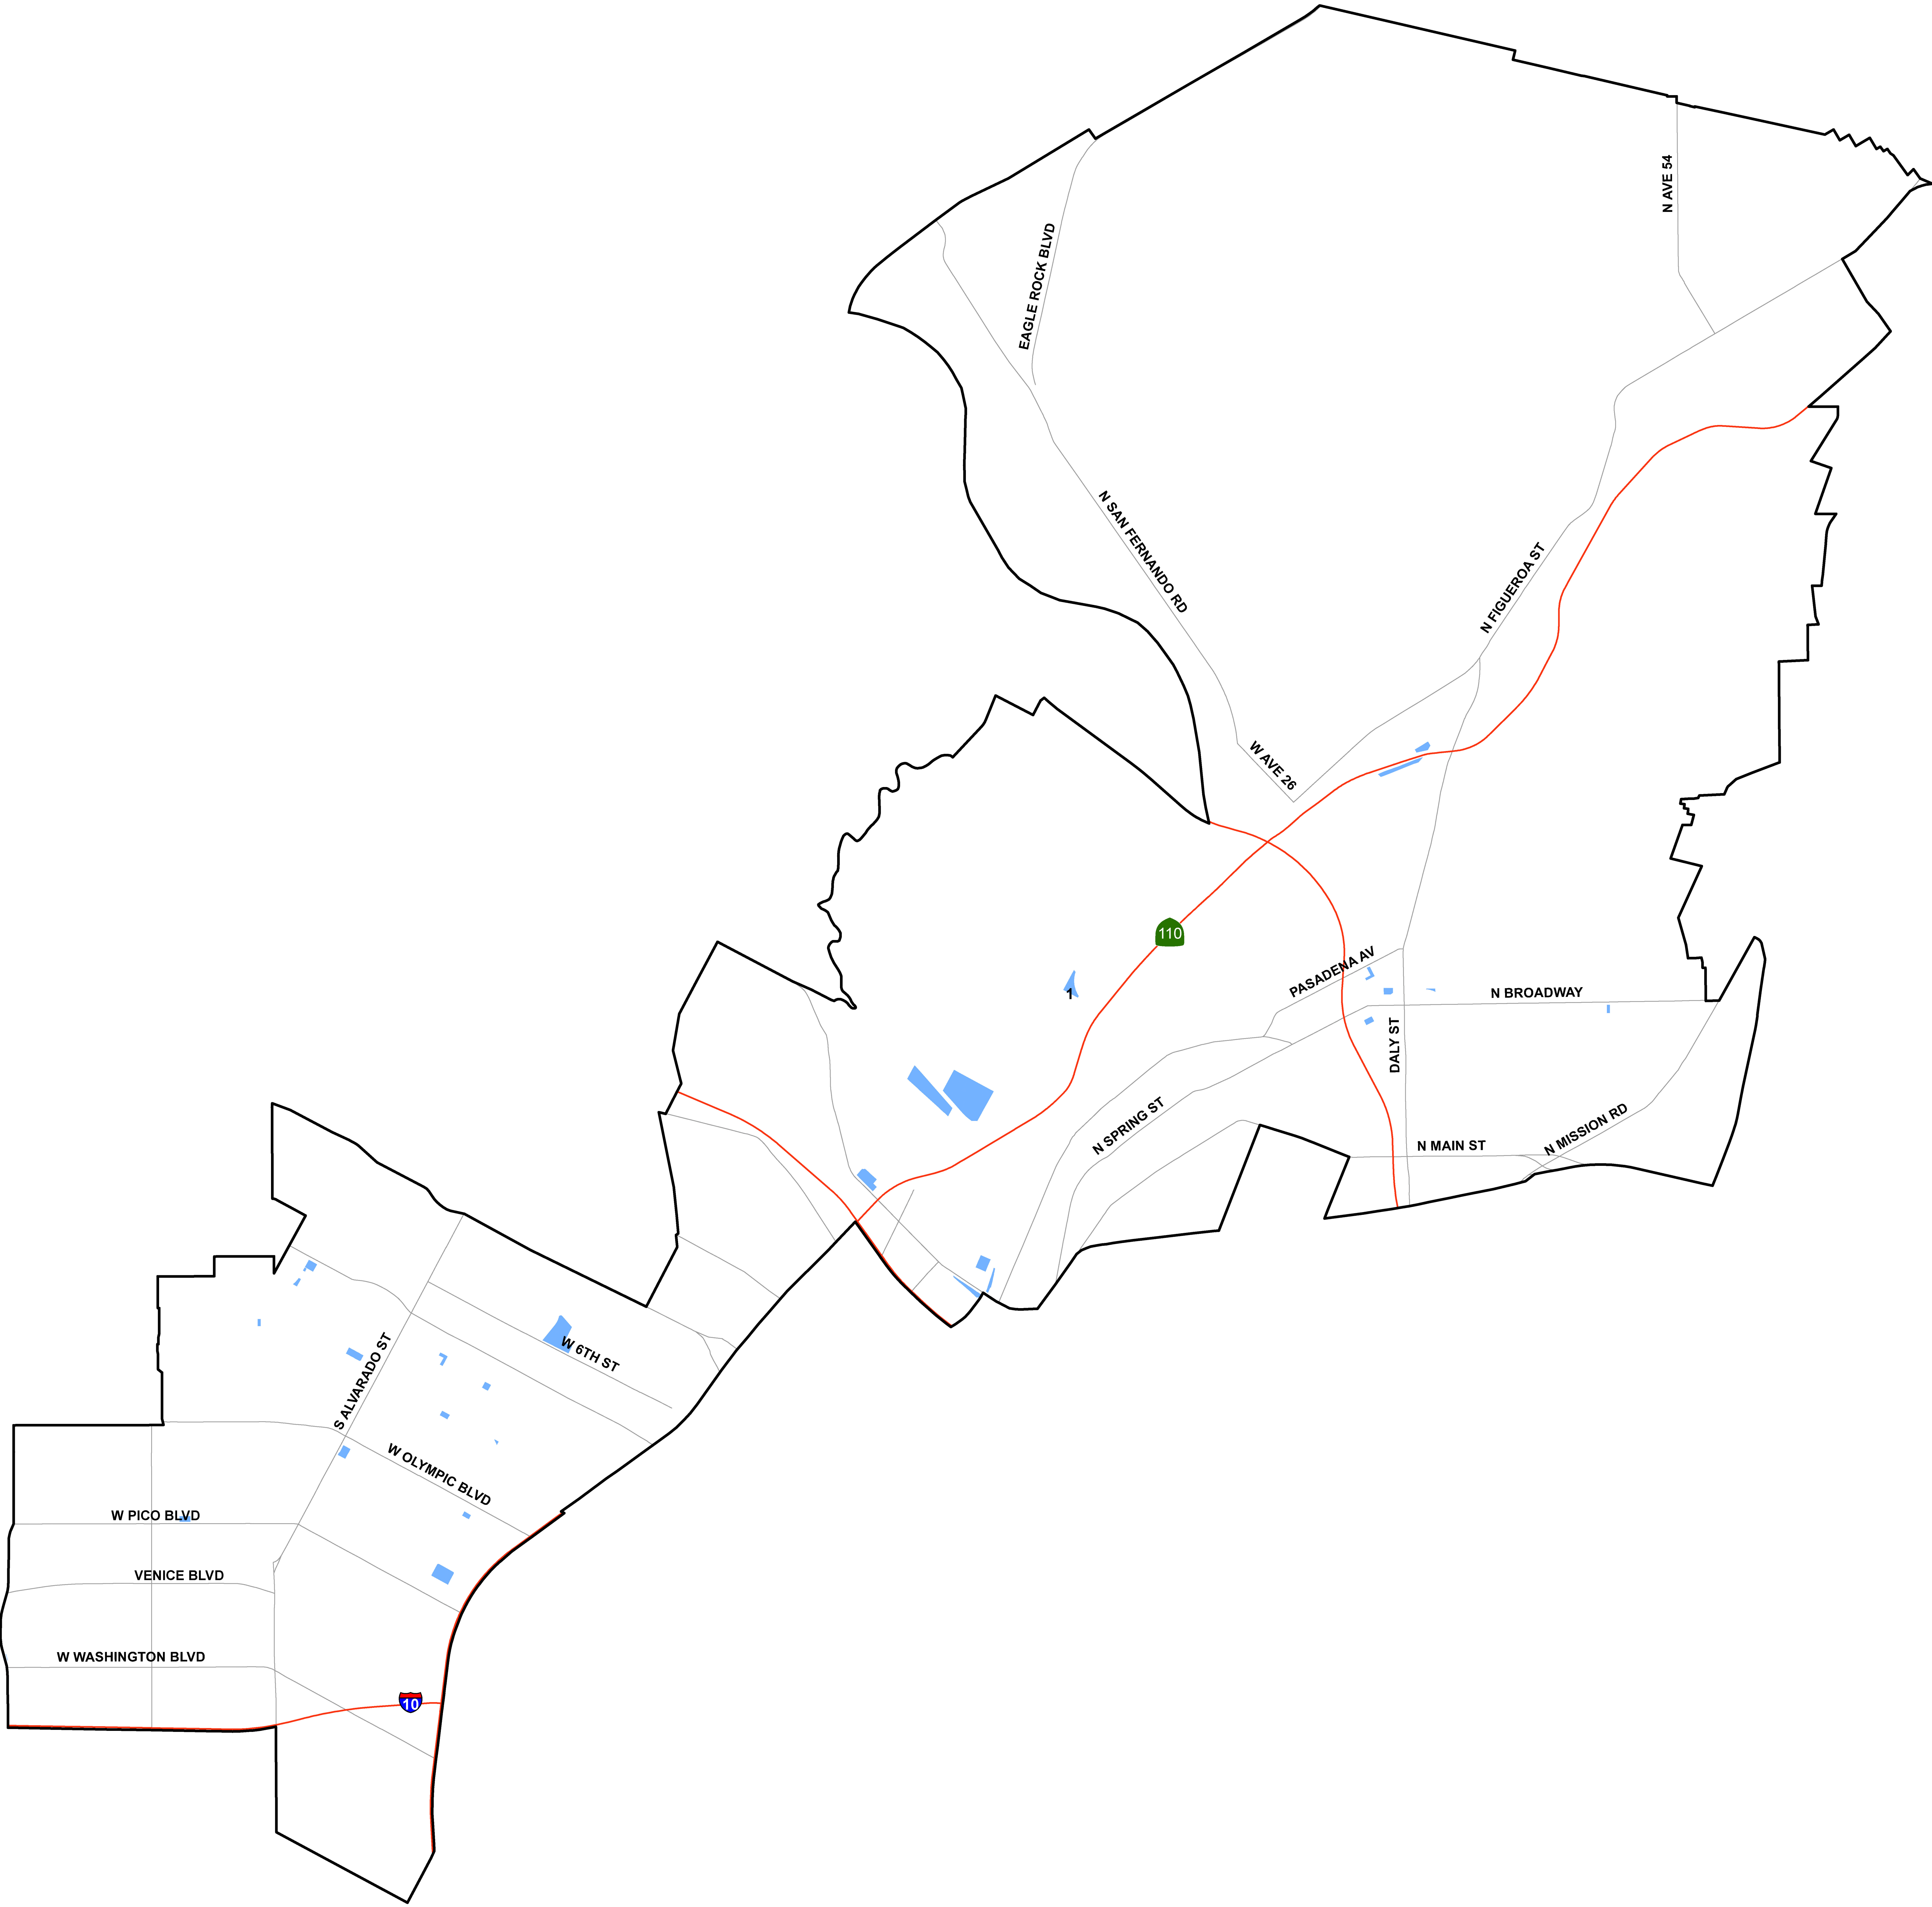 N AVE 54
EAGLE ROCK BLVD
N SAN FERNANDO RD
N FIGUEROA ST
W AVE 26
110
PASADENA AV
1
N BROADWAY
DALY ST
N SPRING ST
N MISSION RD
N MAIN ST
W 6TH ST
S ALVARADO ST
W OLYMPIC BLVD
W PICO BLVD
VENICE BLVD
W WASHINGTON BLVD
10